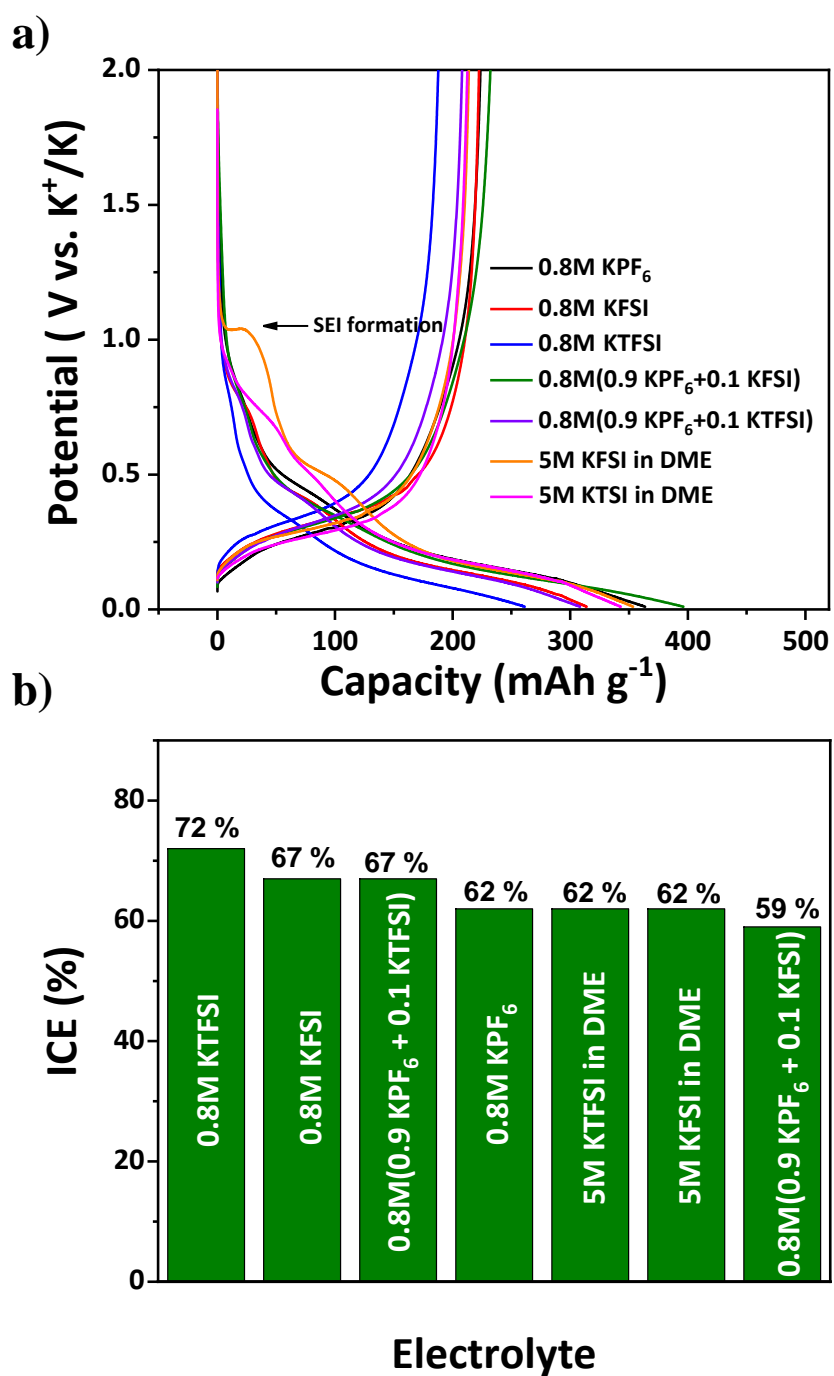 a)
2.0
1.5
1.0
0.5
0.0
Potential ( V vs. K⁺/K)
SEI formation
0.8M KPF₆
0.8M KFSI
0.8M KTFSI
0.8M(0.9 KPF₆+0.1 KFSI)
0.8M(0.9 KPF₆+0.1 KTFSI)
5M KFSI in DME
5M KTSI in DME
0 100 200 300 400 500
Capacity (mAh g⁻¹)
b)
80
60
40
20
0
ICE (%)
72 %
67 %
67 %
62 %
62 %
62 %
59 %
0.8M KTFSI
0.8M KFSI
0.8M(0.9 KPF₆ + 0.1 KTFSI)
0.8M KPF₆
5M KTFSI in DME
5M KFSI in DME
0.8M(0.9 KPF₆ + 0.1 KFSI)
Electrolyte